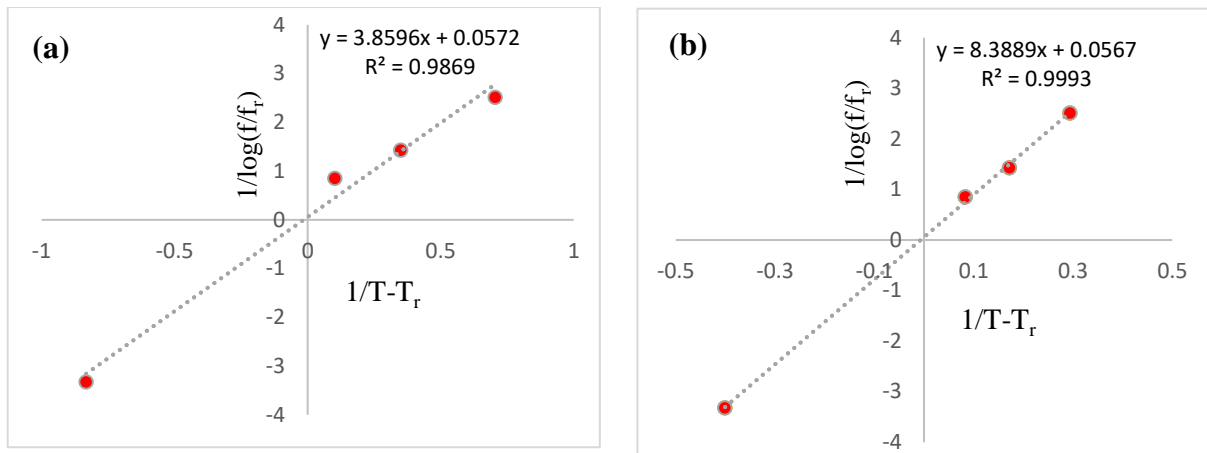 (a)
y = 3.8596x + 0.0572
R² = 0.9869
1/log(f/fᵣ)
4
3
2
1
0
-1
-2
-3
-4
-1
-0.5
0
0.5
1
1/T-Tᵣ
(b)
y = 8.3889x + 0.0567
R² = 0.9993
1/log(f/fᵣ)
4
3
2
1
0
-1
-2
-3
-4
-0.5
-0.3
-0.1
0.1
0.3
0.5
1/T-Tᵣ